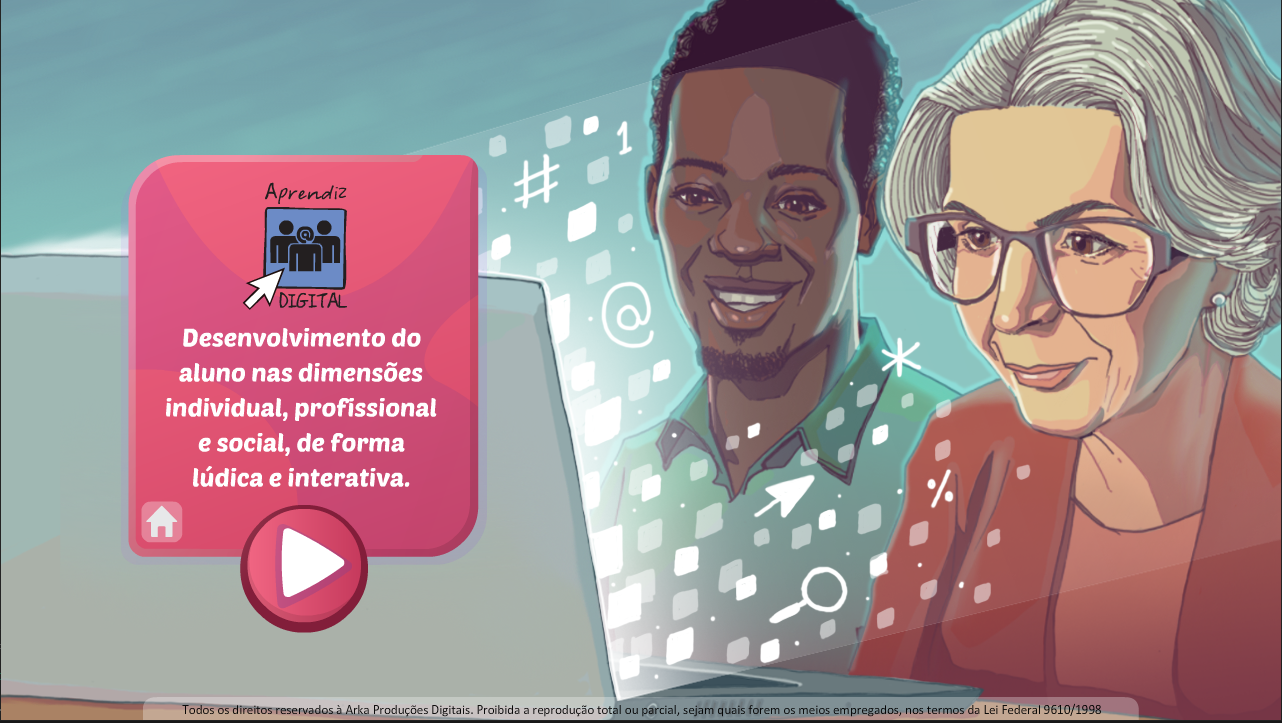 Aprendiz
@
DIGITAL
Desenvolvimento do
aluno nas dimensões
individual, profissional
e social, de forma
lúdica e interativa.
1
#
@
*
%
Todos os direitos reservados à Arka Produções Digitais. Proibida a reprodução total ou parcial, sejam quais forem os meios empregados, nos termos da Lei Federal 9610/1998